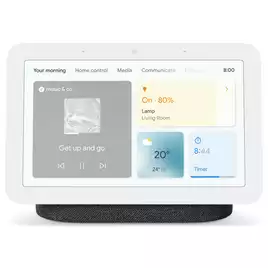 Your morning Home control Media Communicate
8:00
On · 80%
Lamp
Living Room
Get up and go
20°
24°
8:44
Timer